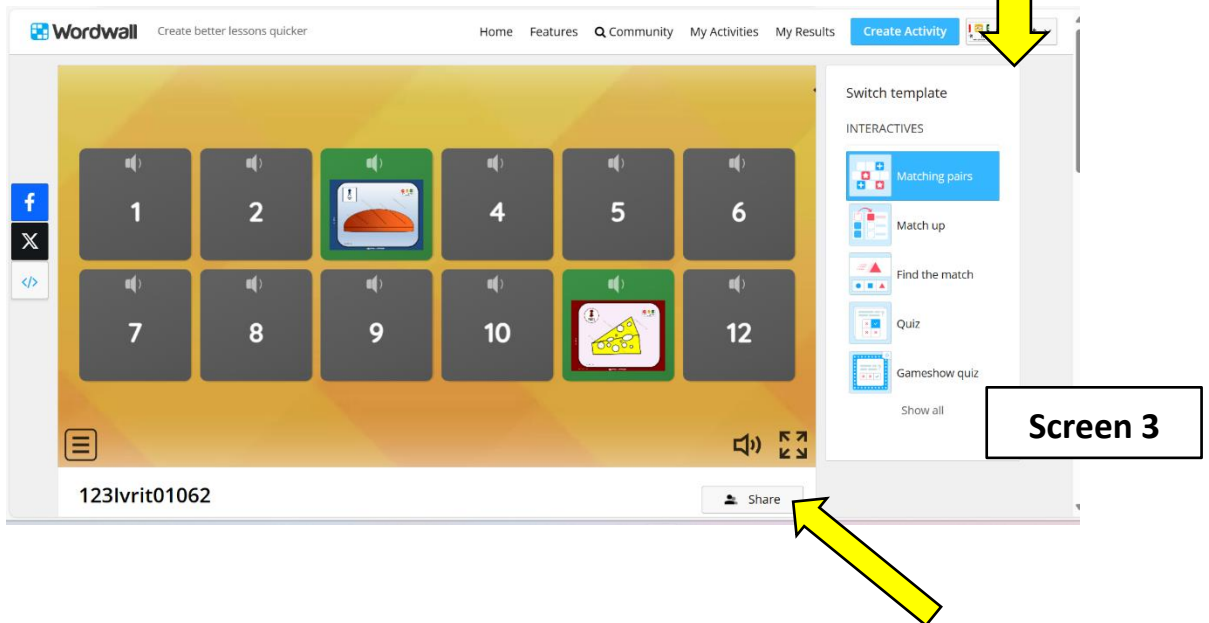 Wordwall Create better lessons quicker Home Features Community My Activities My Results Create Activity
Switch template
INTERACTIVES
Matching pairs
Match up
Find the match
Quiz
Gameshow quiz
Show all
1 2 4 5 6
7 8 9 10 12
Screen 3
123Ivrit01062
Share